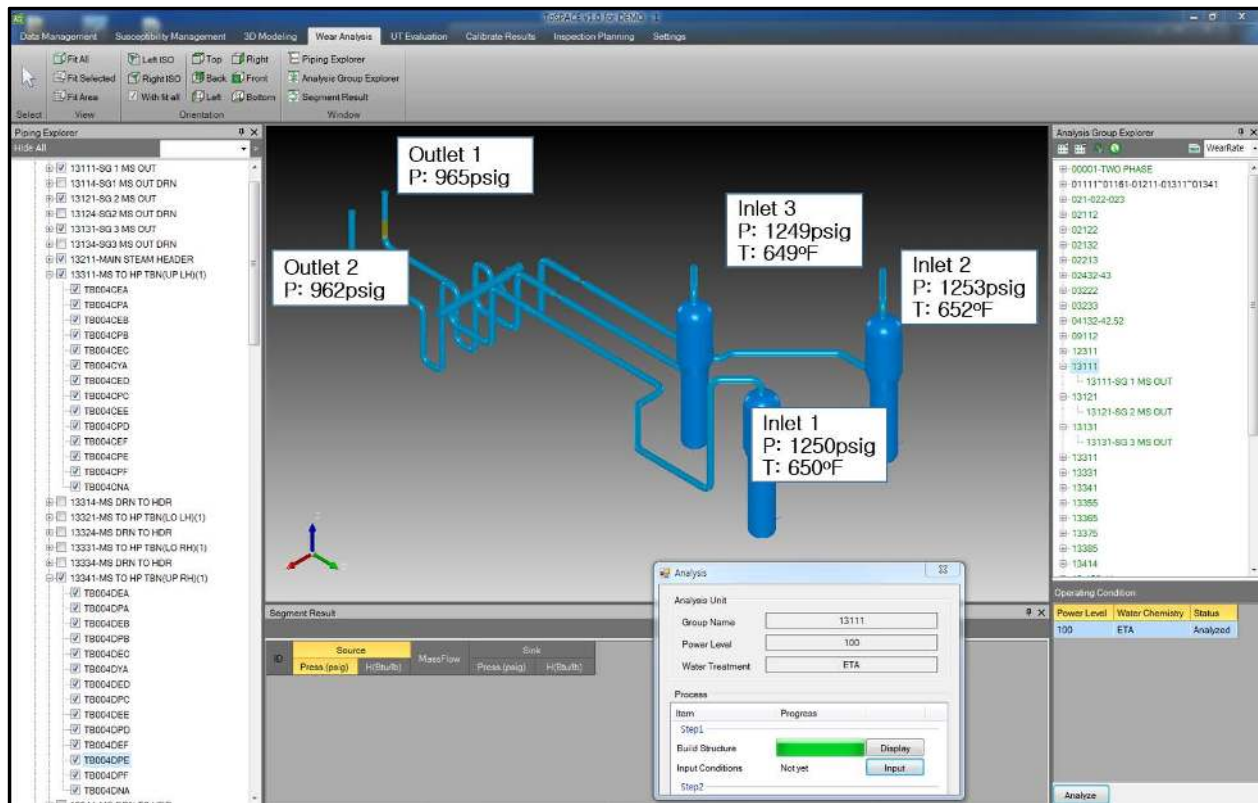 ToSPACE v1.0 for DEMO - 1
Data Management Susceptibility Management 3D Modeling Wear Analysis UT Evaluation Calibrate Results Inspection Planning Settings
Fit All Left ISO Top Right Piping Explorer
Fit Selected Right ISO Back Front Analysis Group Explorer
Fit Area With fit all Left Bottom Segment Result
Select View Orientation Window
Piping Explorer
Hide All
13111-SG 1 MS OUT
13114-SG1 MS OUT DRN
13121-SG 2 MS OUT
13124-SG2 MS OUT DRN
13131-SG 3 MS OUT
13134-SG3 MS OUT DRN
13211-MAIN STEAM HEADER
13311-MS TO HP TBN(UP LH)(1)
TB004CEA
TB004CPA
TB004CEB
TB004CPB
TB004CEC
TB004CYA
TB004CED
TB004CPC
TB004CEE
TB004CPD
TB004CEF
TB004CPE
TB004CPF
TB004CNA
13314-MS DRN TO HDR
13321-MS TO HP TBN(LO LH)(1)
13324-MS DRN TO HDR
13331-MS TO HP TBN(LO RH)(1)
13334-MS DRN TO HDR
13341-MS TO HP TBN(UP RH)(1)
TB004DEA
TB004DPA
TB004DEB
TB004DPB
TB004DEC
TB004DYA
TB004DED
TB004DPC
TB004DEE
TB004DPD
TB004DEF
TB004DPE
TB004DPF
TB004DNA
Outlet 1
P: 965psig
Outlet 2
P: 962psig
Inlet 3
P: 1249psig
T: 649ºF
Inlet 2
P: 1253psig
T: 652ºF
Inlet 1
P: 1250psig
T: 650ºF
Segment Result
ID Source MassFlow Sink
Press.(psig) H(Btu/lb) Press.(psig) H(Btu/lb)
Analysis
Analysis Unit
Group Name 13111
Power Level 100
Water Treatment ETA
Process
Item Progress
Step1
Build Structure Display
Input Conditions Not yet Input
Step2
Analysis Group Explorer
WearRate
00001-TWO PHASE
01111~01161-01211-01311~01341
021-022-023
02112
02122
02132
02213
02432-43
03222
03233
04132-42.52
09112
12311
13111
13111-SG 1 MS OUT
13121
13121-SG 2 MS OUT
13131
13131-SG 3 MS OUT
13311
13331
13341
13355
13365
13375
13385
13414
Operating Condition
Power Level Water Chemistry Status
100 ETA Analyzed
Analyze